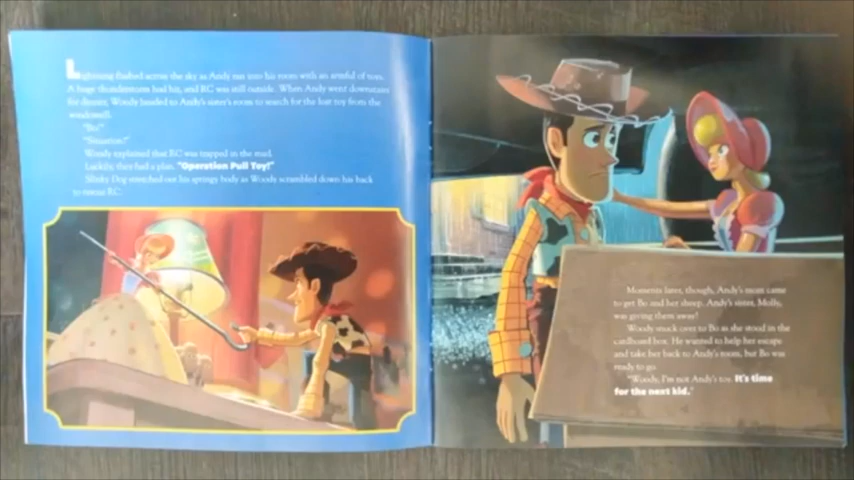 Lightning flashed across the sky as Andy ran into his room with an armful of toys.
A huge thunderstorm had hit, and RC was still outside. When Andy went downstairs
for dinner, Woody headed to Andy's sister's room to search for the lost toy from the
windowsill.
"Bo!"
"Situation?"
Woody explained that RC was trapped in the mud.
Luckily, they had a plan. "Operation Pull Toy!"
Slinky Dog stretched out his springy body as Woody scrambled down his back
to rescue RC.
Moments later, though, Andy's mom came
to get Bo and her sheep. Andy's sister, Molly,
was giving them away!
Woody snuck over to Bo as she stood in the
cardboard box. He wanted to help her escape
and take her back to Andy's room, but Bo was
ready to go.
"Woody, I'm not Andy's toy. It's time
for the next kid."